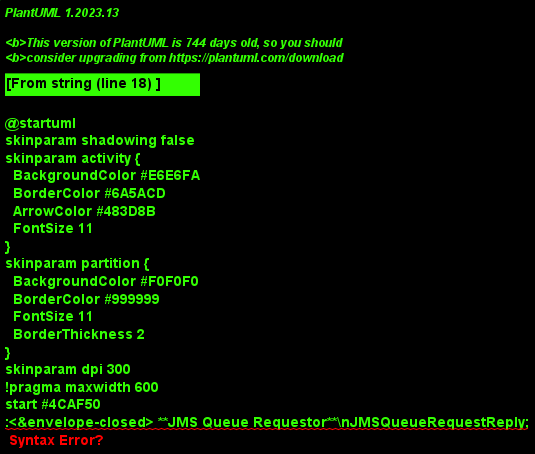 PlantUML 1.2023.13
<b>This version of PlantUML is 744 days old, so you should
<b>consider upgrading from https://plantuml.com/download
[From string (line 18) ]
@startuml
skinparam shadowing false
skinparam activity {
  BackgroundColor #E6E6FA
  BorderColor #6A5ACD
  ArrowColor #483D8B
  FontSize 11
}
skinparam partition {
  BackgroundColor #F0F0F0
  BorderColor #999999
  FontSize 11
  BorderThickness 2
}
skinparam dpi 300
!pragma maxwidth 600
start #4CAF50
:<&envelope-closed> **JMS Queue Requestor**\nJMSQueueRequestReply;
Syntax Error?